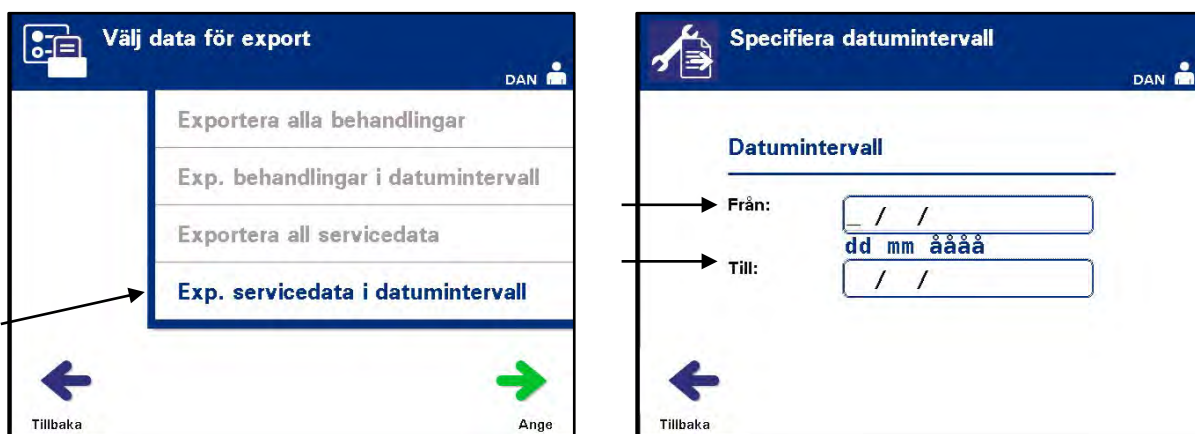 Välj data för export
DAN
Exportera alla behandlingar
Exp. behandlingar i datumintervall
Exportera all servicedata
Exp. servicedata i datumintervall
Tillbaka
Ange
Specifiera datumintervall
DAN
Datumintervall
Från:
_ / /
dd mm åååå
Till:
/ /
Tillbaka